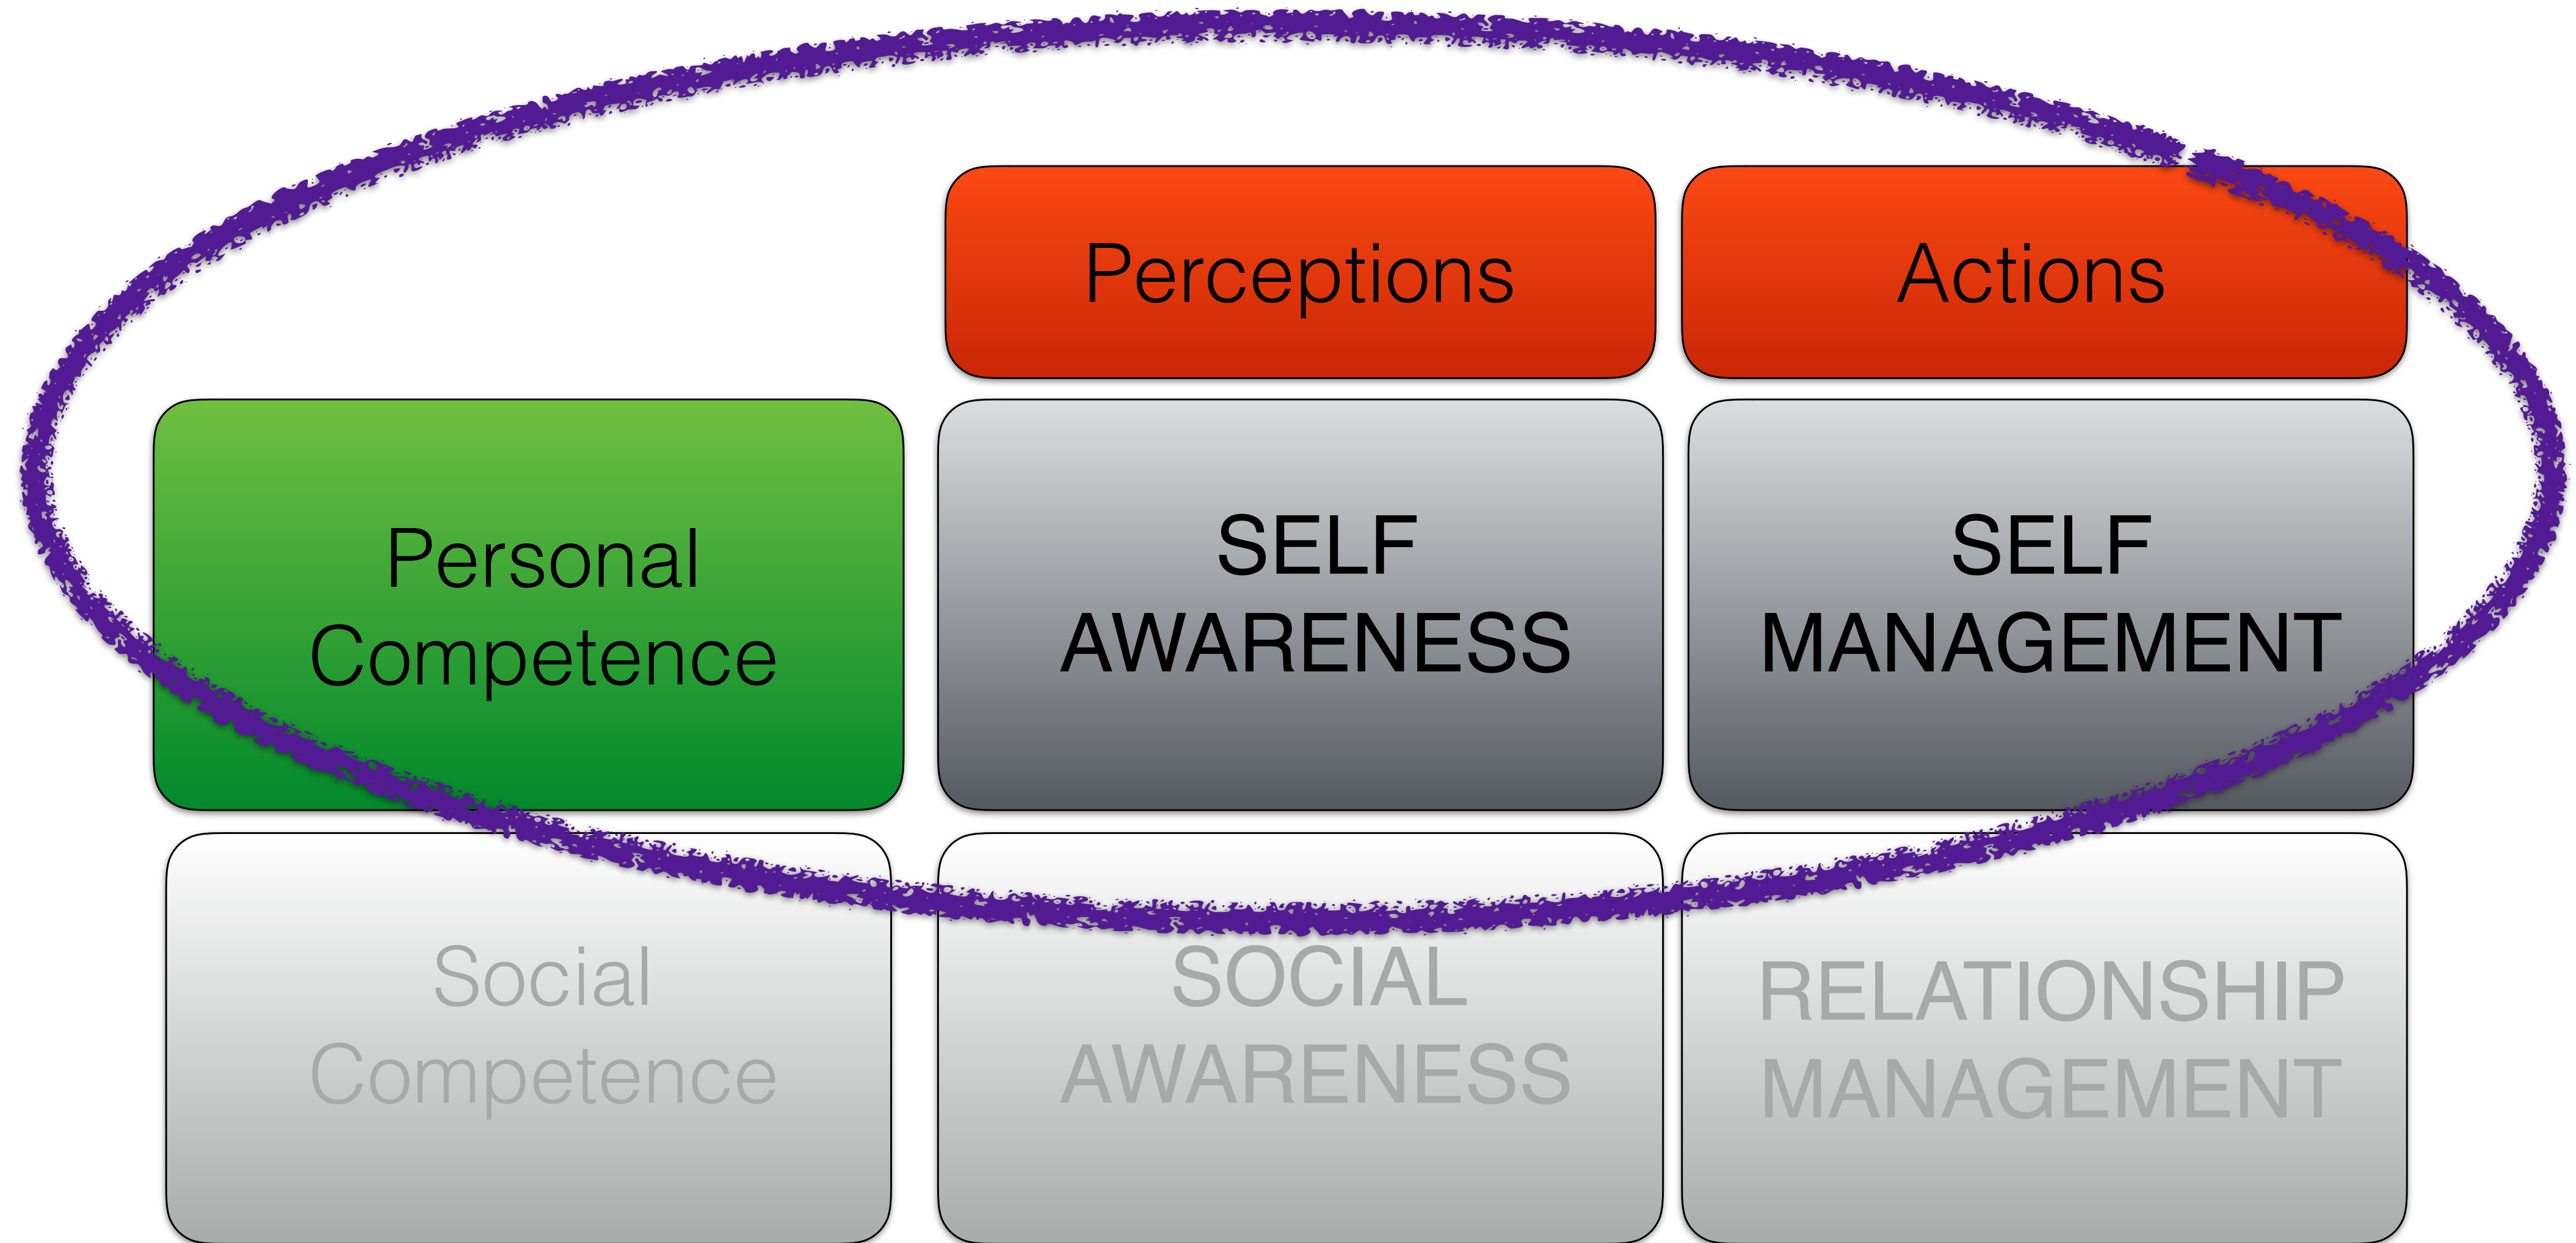 Perceptions
Actions
Personal
Competence
SELF
AWARENESS
SELF
MANAGEMENT
Social
Competence
SOCIAL
AWARENESS
RELATIONSHIP
MANAGEMENT